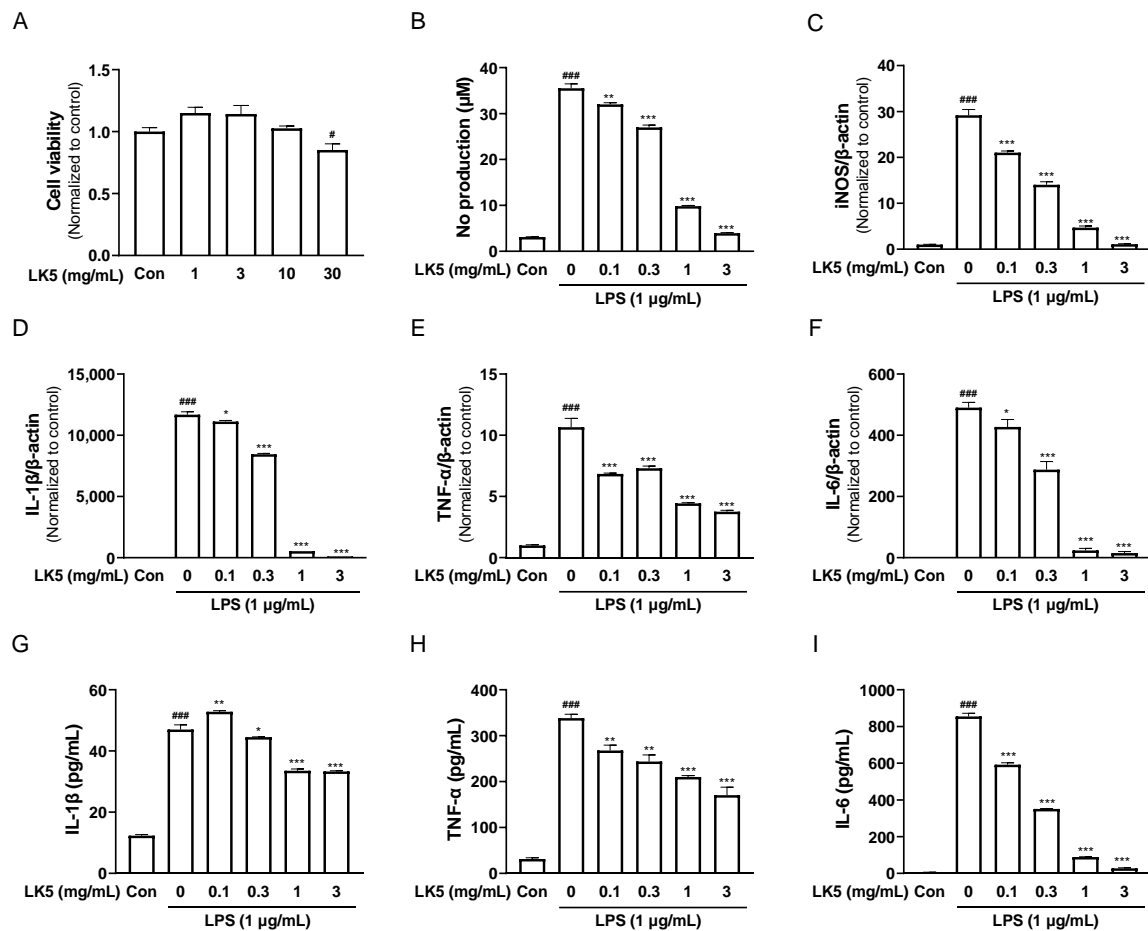 A
Cell viability
(Normalized to control)
1.5
1.0
0.5
0.0
#
LK5 (mg/mL) Con 1 3 10 30
B
No production (µM)
40
30
20
10
0
### ** *** *** ***
LK5 (mg/mL) Con 0 0.1 0.3 1 3
LPS (1 µg/mL)
C
iNOS/β-actin
(Normalized to control)
40
30
20
10
0
### *** *** *** ***
LK5 (mg/mL) Con 0 0.1 0.3 1 3
LPS (1 µg/mL)
D
IL-1β/β-actin
(Normalized to control)
15,000
10,000
5,000
0
### * *** *** ***
LK5 (mg/mL) Con 0 0.1 0.3 1 3
LPS (1 µg/mL)
E
TNF-α/β-actin
(Normalized to control)
15
10
5
0
### *** *** *** ***
LK5 (mg/mL) Con 0 0.1 0.3 1 3
LPS (1 µg/mL)
F
IL-6/β-actin
(Normalized to control)
600
400
200
0
### * *** *** ***
LK5 (mg/mL) Con 0 0.1 0.3 1 3
LPS (1 µg/mL)
G
IL-1β (pg/mL)
60
40
20
0
### ** * *** ***
LK5 (mg/mL) Con 0 0.1 0.3 1 3
LPS (1 µg/mL)
H
TNF-α (pg/mL)
400
300
200
100
0
### ** ** *** ***
LK5 (mg/mL) Con 0 0.1 0.3 1 3
LPS (1 µg/mL)
I
IL-6 (pg/mL)
1000
800
600
400
200
0
### *** *** *** ***
LK5 (mg/mL) Con 0 0.1 0.3 1 3
LPS (1 µg/mL)